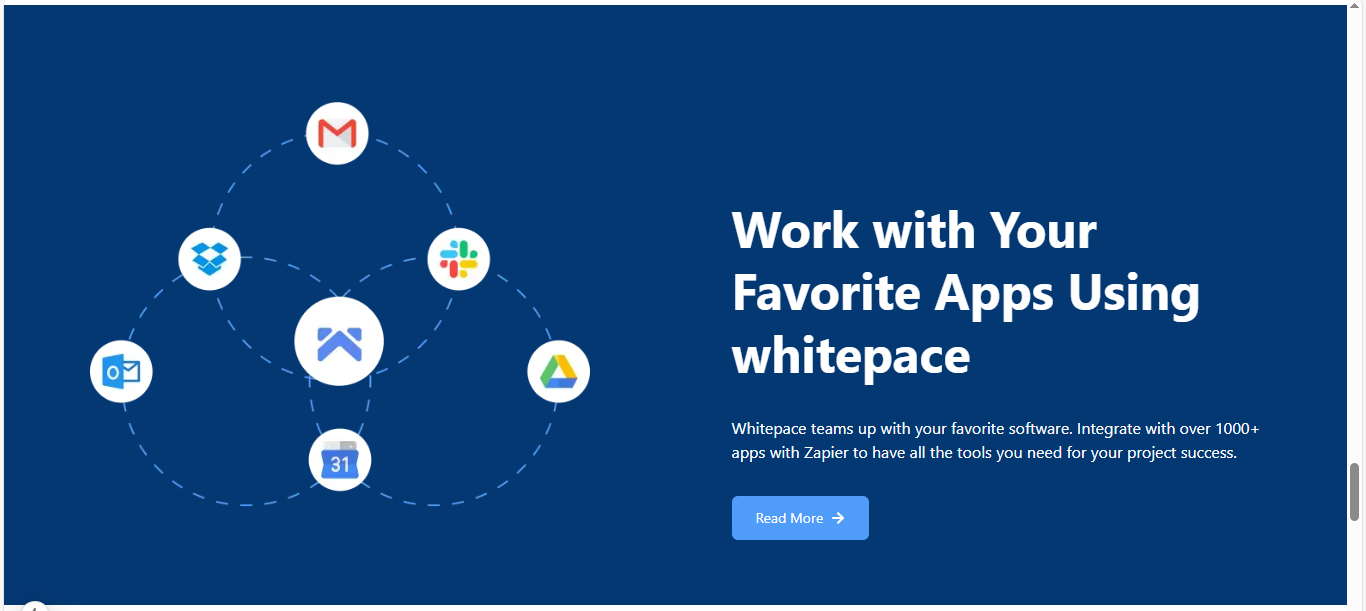 Work with Your
Favorite Apps Using
whitepace
Whitepace teams up with your favorite software. Integrate with over 1000+
apps with Zapier to have all the tools you need for your project success.
31
Read More